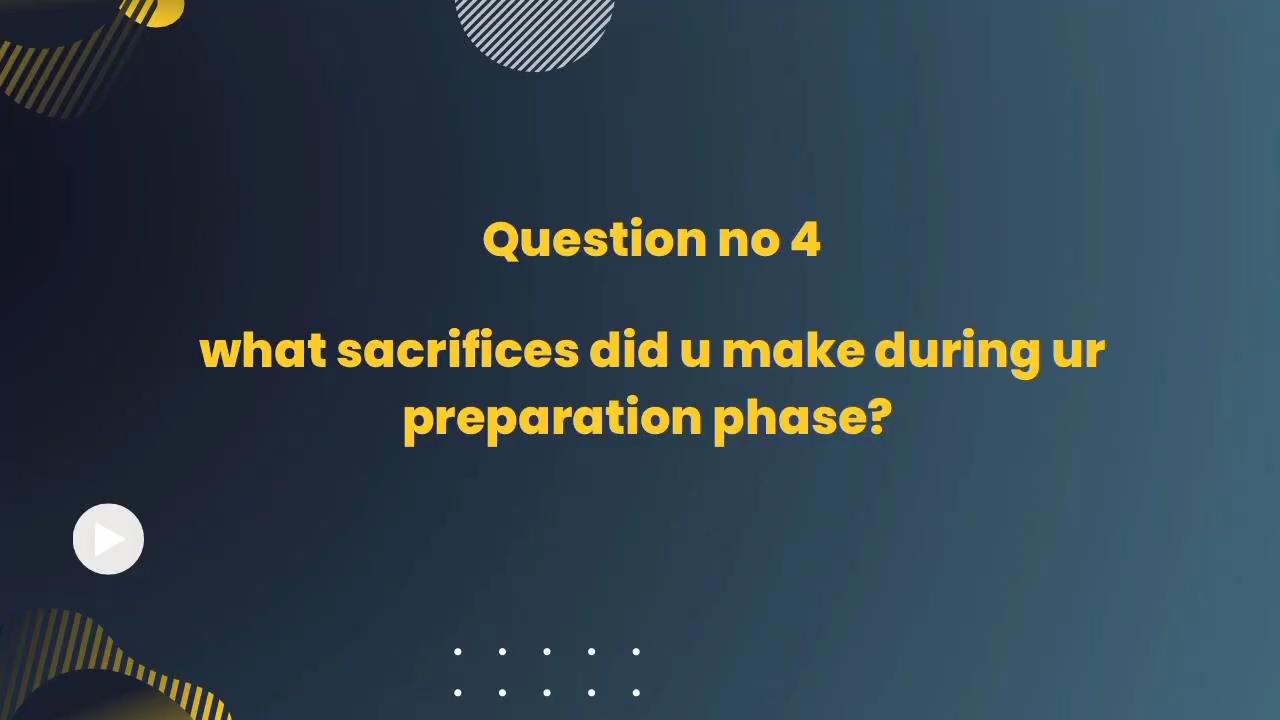 Question no 4
what sacrifices did u make during ur
preparation phase?